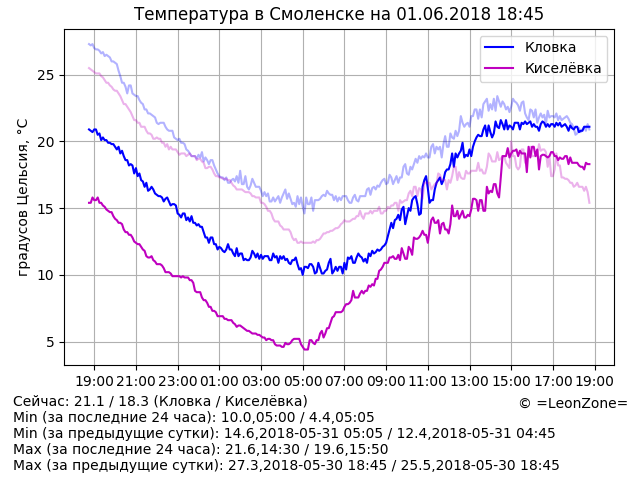 Температура в Смоленске на 01.06.2018 18:45
градусов Цельсия, °C
25
20
15
10
5
Кловка
Киселёвка
19:00 21:00 23:00 01:00 03:00 05:00 07:00 09:00 11:00 13:00 15:00 17:00 19:00
Сейчас: 21.1 / 18.3 (Кловка / Киселёвка)
© =LeonZone=
Min (за последние 24 часа): 10.0,05:00 / 4.4,05:05
Min (за предыдущие сутки): 14.6,2018-05-31 05:05 / 12.4,2018-05-31 04:45
Max (за последние 24 часа): 21.6,14:30 / 19.6,15:50
Max (за предыдущие сутки): 27.3,2018-05-30 18:45 / 25.5,2018-05-30 18:45